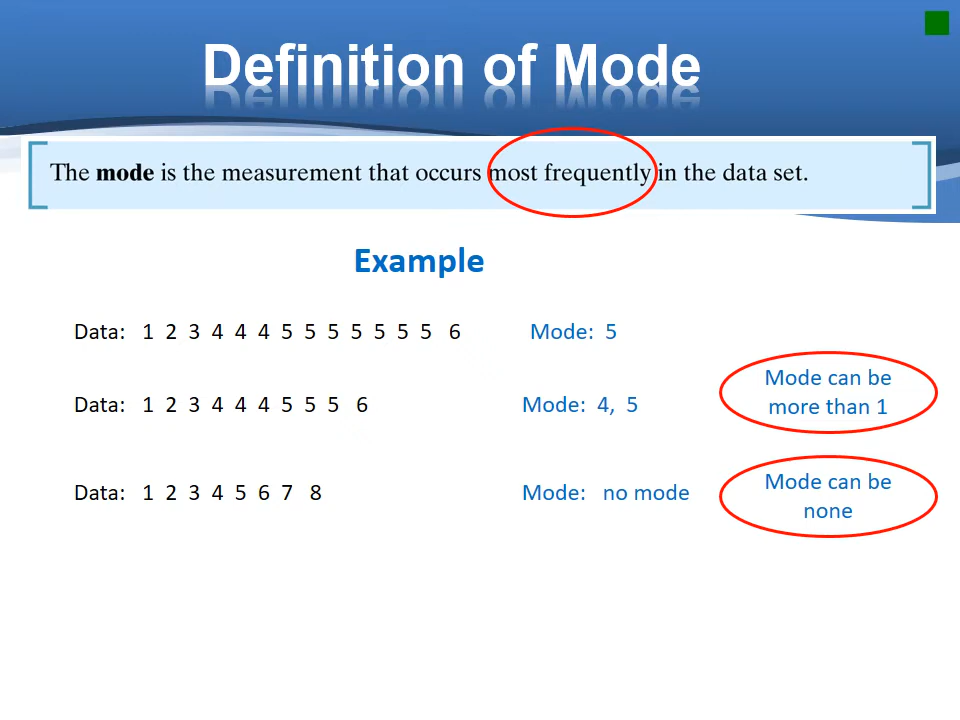 Definition of Mode
The mode is the measurement that occurs most frequently in the data set.
Example
Data: 1 2 3 4 4 4 5 5 5 5 5 5 5 6 Mode: 5
Data: 1 2 3 4 4 4 5 5 5 6 Mode: 4, 5
Mode can be
more than 1
Data: 1 2 3 4 5 6 7 8 Mode: no mode
Mode can be
none